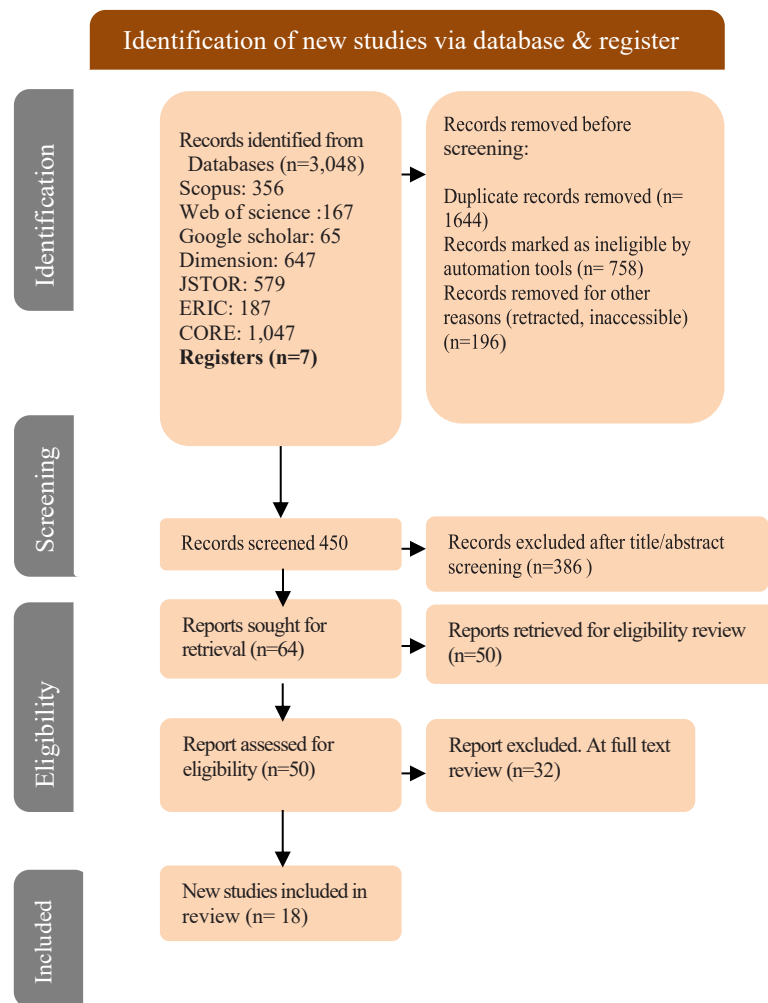 Identification of new studies via database & register
Identification
Records identified from
Databases (n=3,048)
Scopus: 356
Web of science :167
Google scholar: 65
Dimension: 647
JSTOR: 579
ERIC: 187
CORE: 1,047
Registers (n=7)
Records removed before
screening:
Duplicate records removed (n=
1644)
Records marked as ineligible by
automation tools (n= 758)
Records removed for other
reasons (retracted, inaccessible)
(n=196)
Screening
Records screened 450
Records excluded after title/abstract
screening (n=386 )
Eligibility
Reports sought for
retrieval (n=64)
Reports retrieved for eligibility review
(n=50)
Report assessed for
eligibility (n=50)
Report excluded. At full text
review (n=32)
Included
New studies included in
review (n= 18)